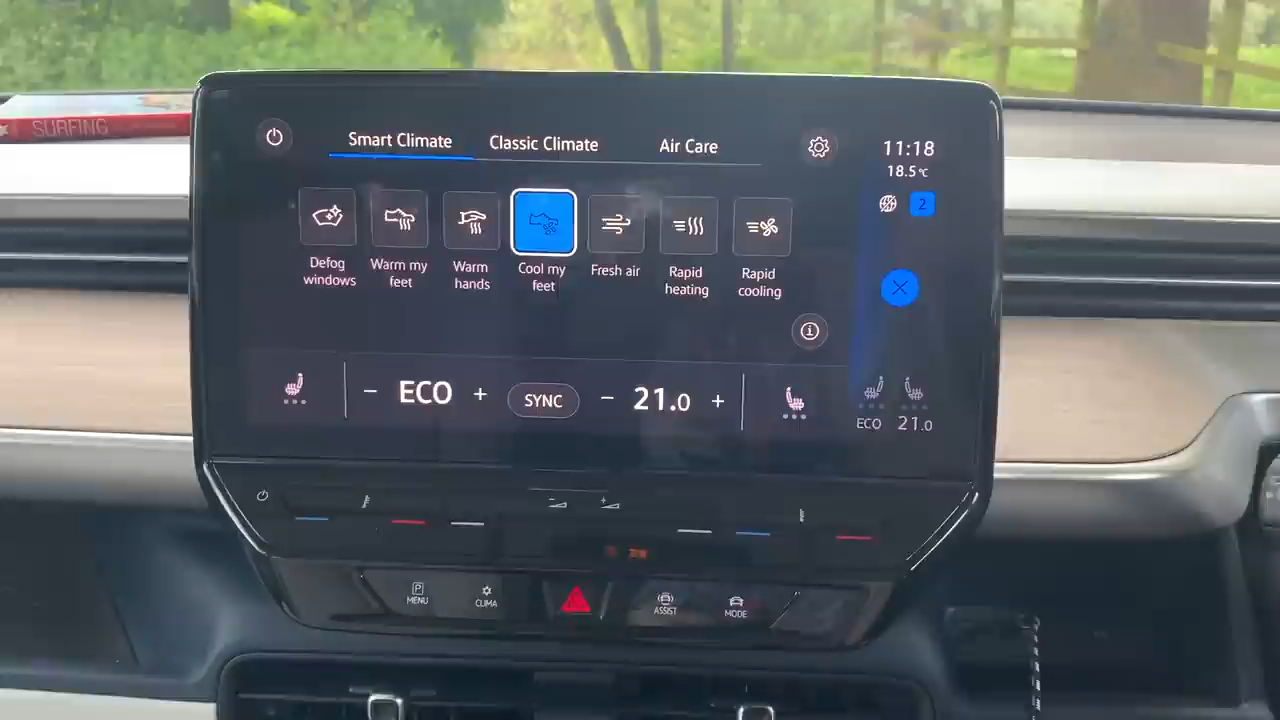 SURFING
Smart Climate
Classic Climate
Air Care
11:18
18.5°C
2
Defog
windows
Warm my
feet
Warm
hands
Cool my
feet
Fresh air
Rapid
heating
Rapid
cooling
− ECO +
SYNC
− 21.0 +
ECO 21.0
P
MENU
CLIMA
ASSIST
MODE